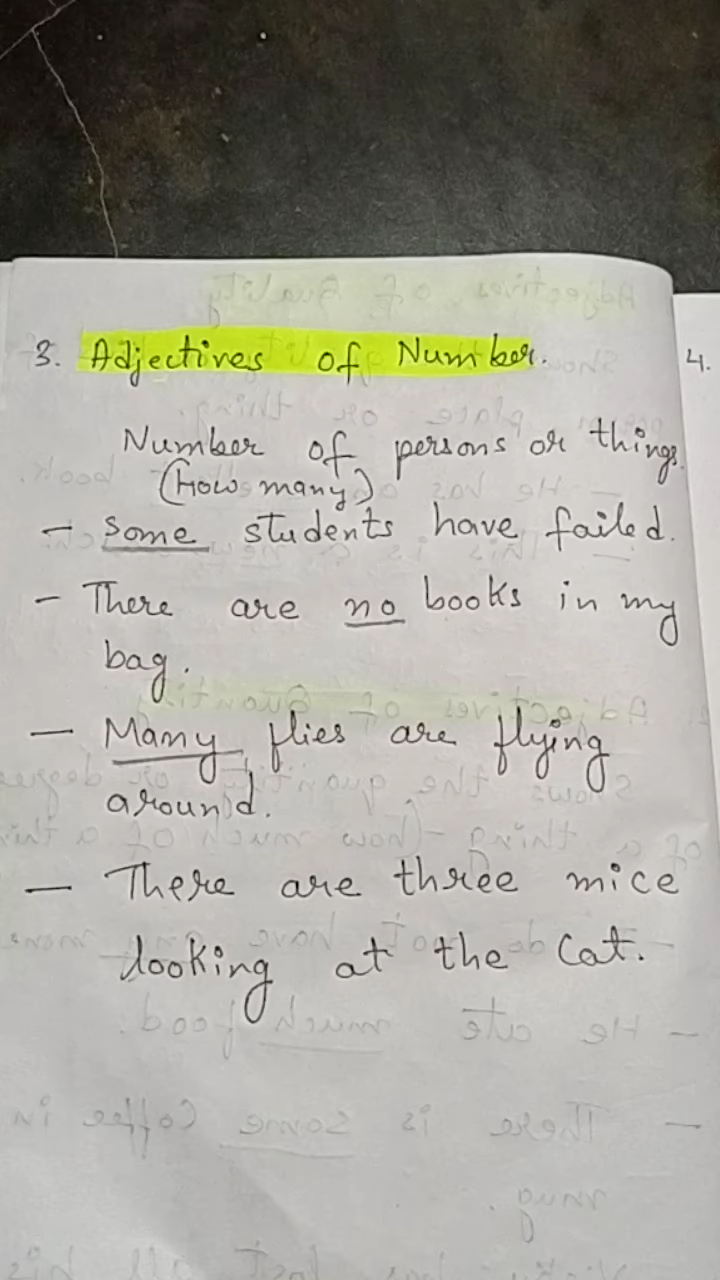 3. Adjectives of Number.
4.
Number of persons or things.
(How many)
- Some students have failed.
- There are no books in my
bag.
- Many flies are flying
around.
- There are three mice
looking at the cat.